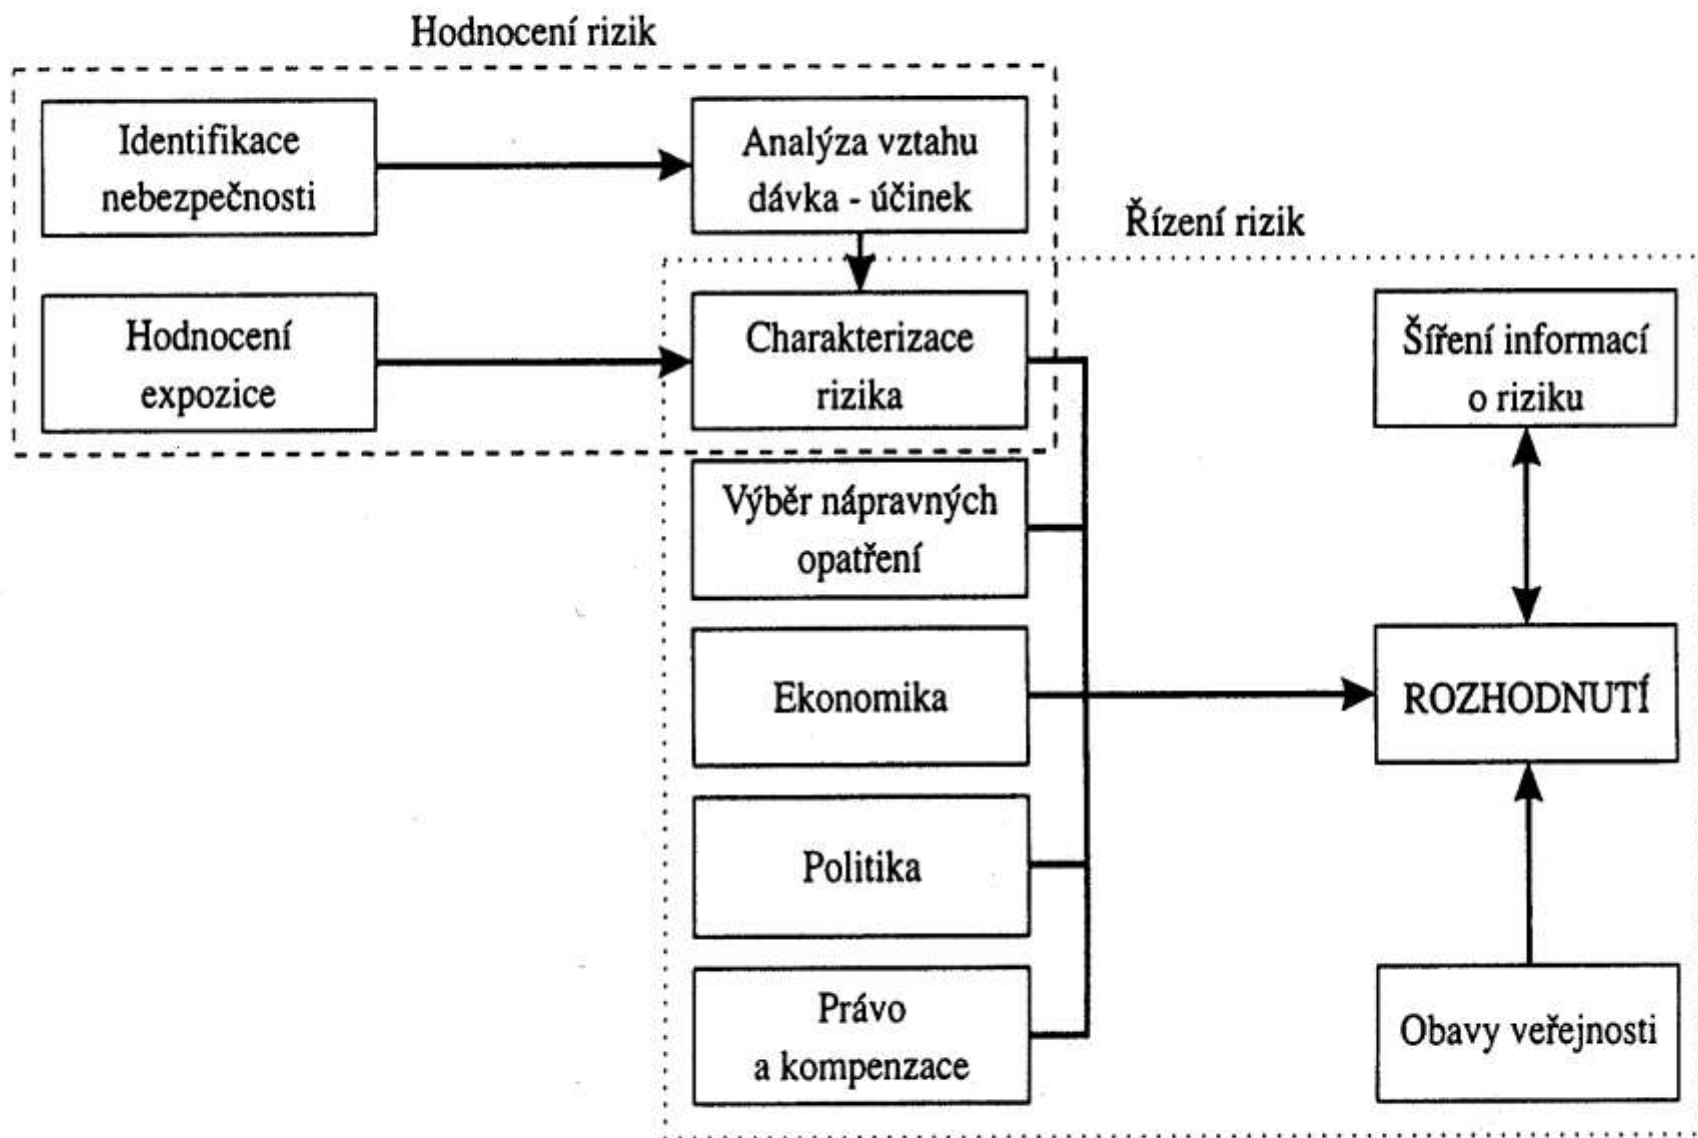 Hodnocení rizik
Identifikace
nebezpečnosti
Analýza vztahu
dávka - účinek
Řízení rizik
Hodnocení
expozice
Charakterizace
rizika
Šíření informací
o riziku
Výběr nápravných
opatření
Ekonomika
ROZHODNUTÍ
Politika
Právo
a kompenzace
Obavy veřejnosti